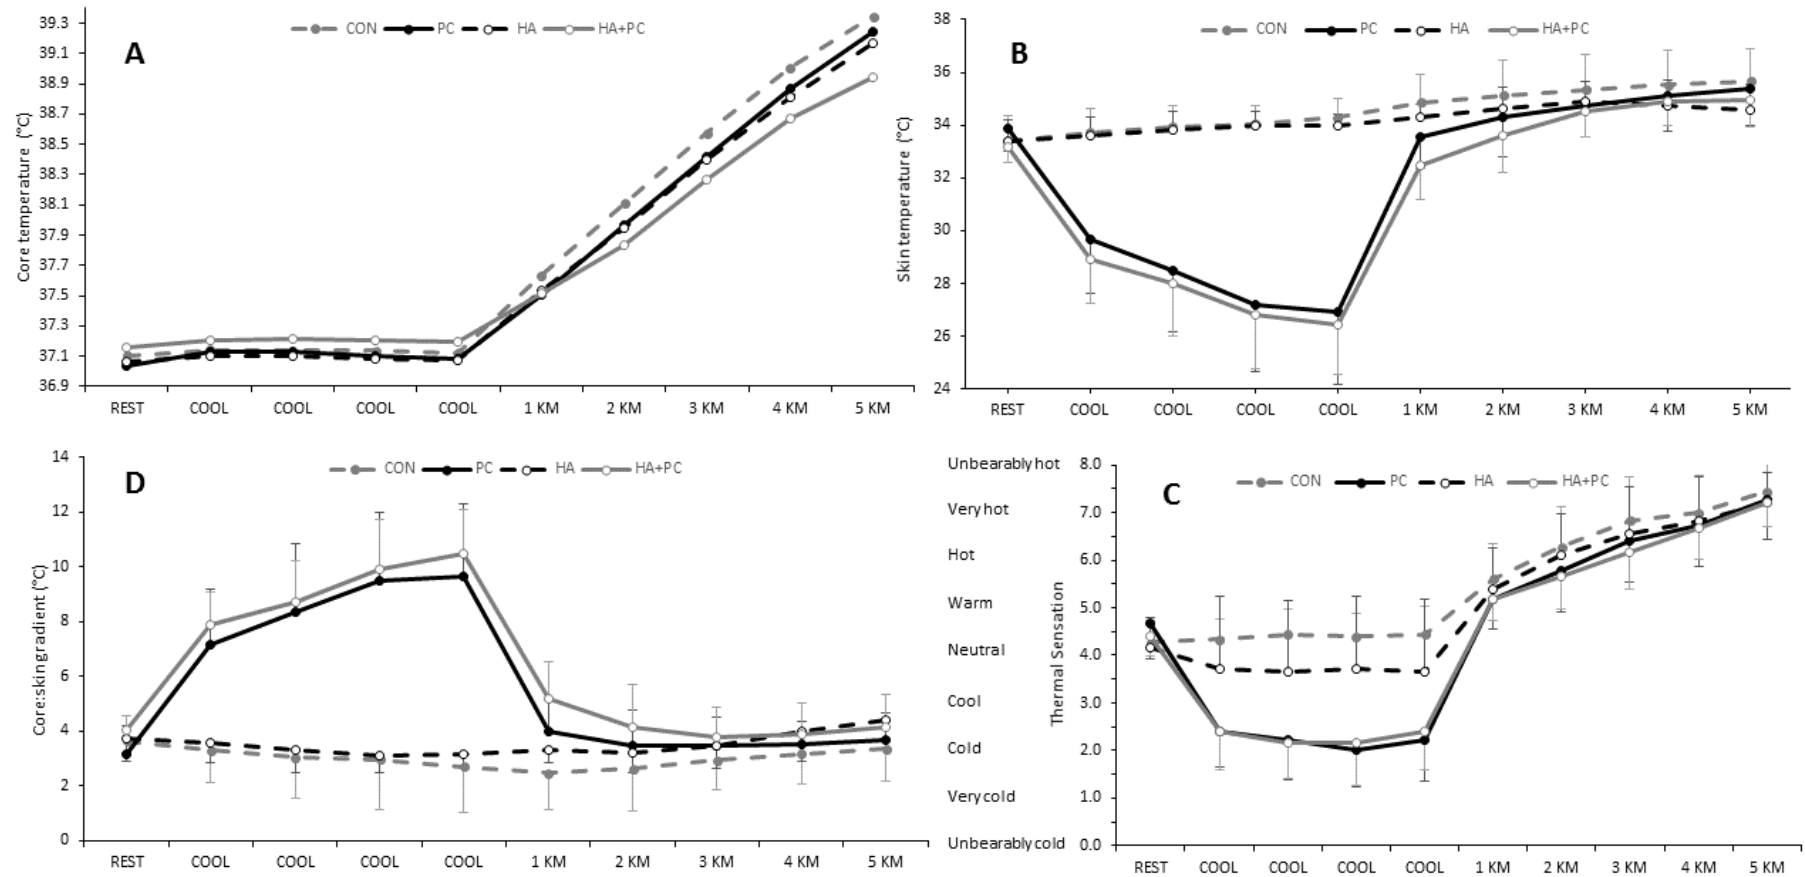 A
CON PC HA HA+PC
Core temperature (°C)
39.3
39.1
38.9
38.7
38.5
38.3
38.1
37.9
37.7
37.5
37.3
37.1
36.9
REST COOL COOL COOL COOL 1 KM 2 KM 3 KM 4 KM 5 KM
B
CON PC HA HA+PC
Skin temperature (°C)
38
36
34
32
30
28
26
24
REST COOL COOL COOL COOL 1 KM 2 KM 3 KM 4 KM 5 KM
D
CON PC HA HA+PC
Core:skin gradient (°C)
14
12
10
8
6
4
2
0
REST COOL COOL COOL COOL 1 KM 2 KM 3 KM 4 KM 5 KM
C
CON PC HA HA+PC
Unbearably hot
Very hot
Hot
Warm
Neutral
Cool
Cold
Very cold
Unbearably cold
Thermal Sensation
8.0
7.0
6.0
5.0
4.0
3.0
2.0
1.0
0.0
REST COOL COOL COOL COOL 1 KM 2 KM 3 KM 4 KM 5 KM